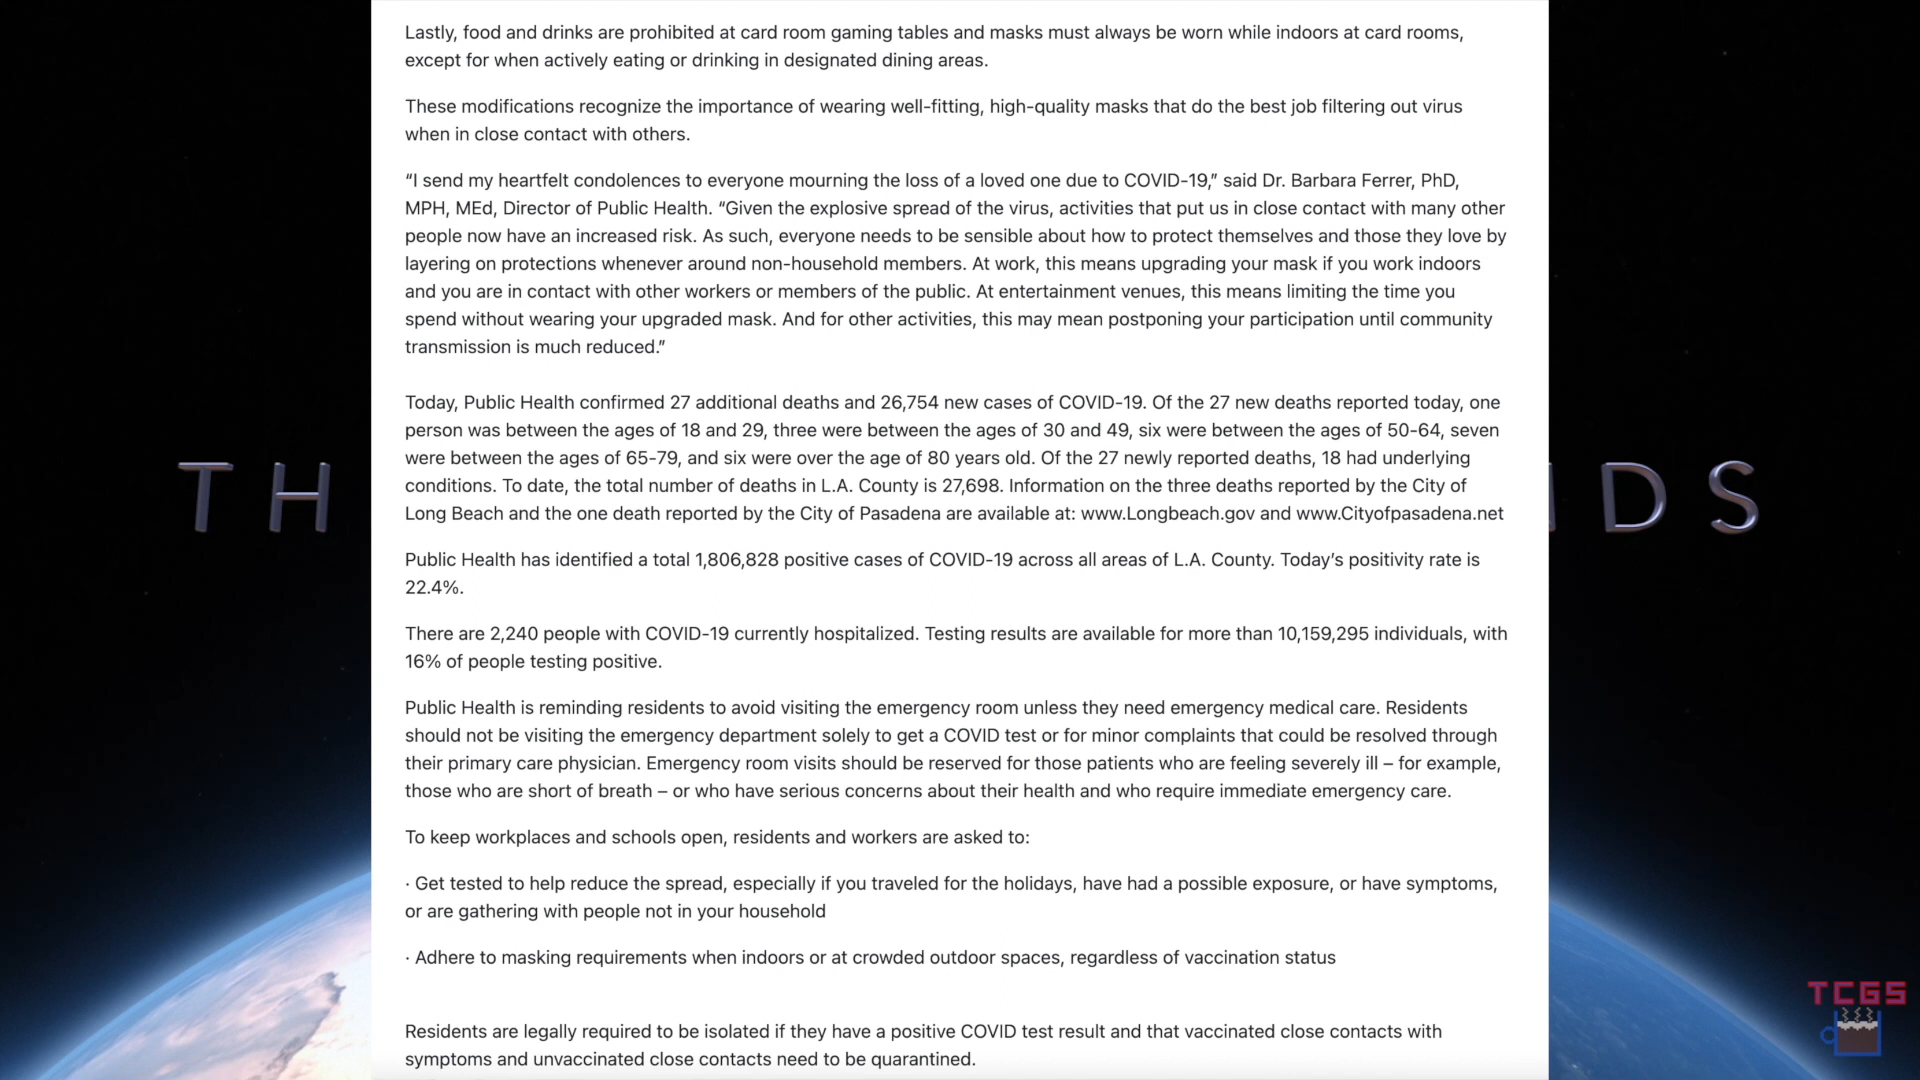 Lastly, food and drinks are prohibited at card room gaming tables and masks must always be worn while indoors at card rooms,
except for when actively eating or drinking in designated dining areas.
These modifications recognize the importance of wearing well-fitting, high-quality masks that do the best job filtering out virus
when in close contact with others.
“I send my heartfelt condolences to everyone mourning the loss of a loved one due to COVID-19,” said Dr. Barbara Ferrer, PhD,
MPH, MEd, Director of Public Health. “Given the explosive spread of the virus, activities that put us in close contact with many other
people now have an increased risk. As such, everyone needs to be sensible about how to protect themselves and those they love by
layering on protections whenever around non-household members. At work, this means upgrading your mask if you work indoors
and you are in contact with other workers or members of the public. At entertainment venues, this means limiting the time you
spend without wearing your upgraded mask. And for other activities, this may mean postponing your participation until community
transmission is much reduced.”
Today, Public Health confirmed 27 additional deaths and 26,754 new cases of COVID-19. Of the 27 new deaths reported today, one
person was between the ages of 18 and 29, three were between the ages of 30 and 49, six were between the ages of 50-64, seven
were between the ages of 65-79, and six were over the age of 80 years old. Of the 27 newly reported deaths, 18 had underlying
conditions. To date, the total number of deaths in L.A. County is 27,698. Information on the three deaths reported by the City of
Long Beach and the one death reported by the City of Pasadena are available at: www.Longbeach.gov and www.Cityofpasadena.net
TH
DS
Public Health has identified a total 1,806,828 positive cases of COVID-19 across all areas of L.A. County. Today’s positivity rate is
22.4%.
There are 2,240 people with COVID-19 currently hospitalized. Testing results are available for more than 10,159,295 individuals, with
16% of people testing positive.
Public Health is reminding residents to avoid visiting the emergency room unless they need emergency medical care. Residents
should not be visiting the emergency department solely to get a COVID test or for minor complaints that could be resolved through
their primary care physician. Emergency room visits should be reserved for those patients who are feeling severely ill – for example,
those who are short of breath – or who have serious concerns about their health and who require immediate emergency care.
To keep workplaces and schools open, residents and workers are asked to:
· Get tested to help reduce the spread, especially if you traveled for the holidays, have had a possible exposure, or have symptoms,
or are gathering with people not in your household
· Adhere to masking requirements when indoors or at crowded outdoor spaces, regardless of vaccination status
TCGS
Residents are legally required to be isolated if they have a positive COVID test result and that vaccinated close contacts with
symptoms and unvaccinated close contacts need to be quarantined.